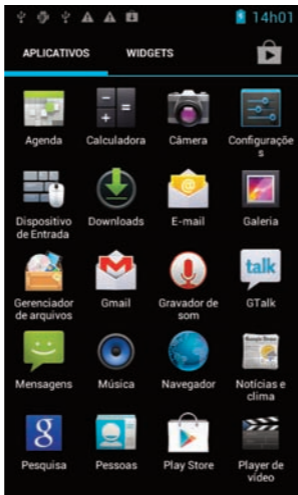 14h01
APLICATIVOS WIDGETS
Agenda Calculadora Câmera Configuraçõe
s
Dispositivo Downloads E-mail Galeria
de Entrada
talk
Gerenciador Gmail Gravador de GTalk
de arquivos som
Mensagens Música Navegador Notícias e
clima
g
Pesquisa Pessoas Play Store Player de
vídeo